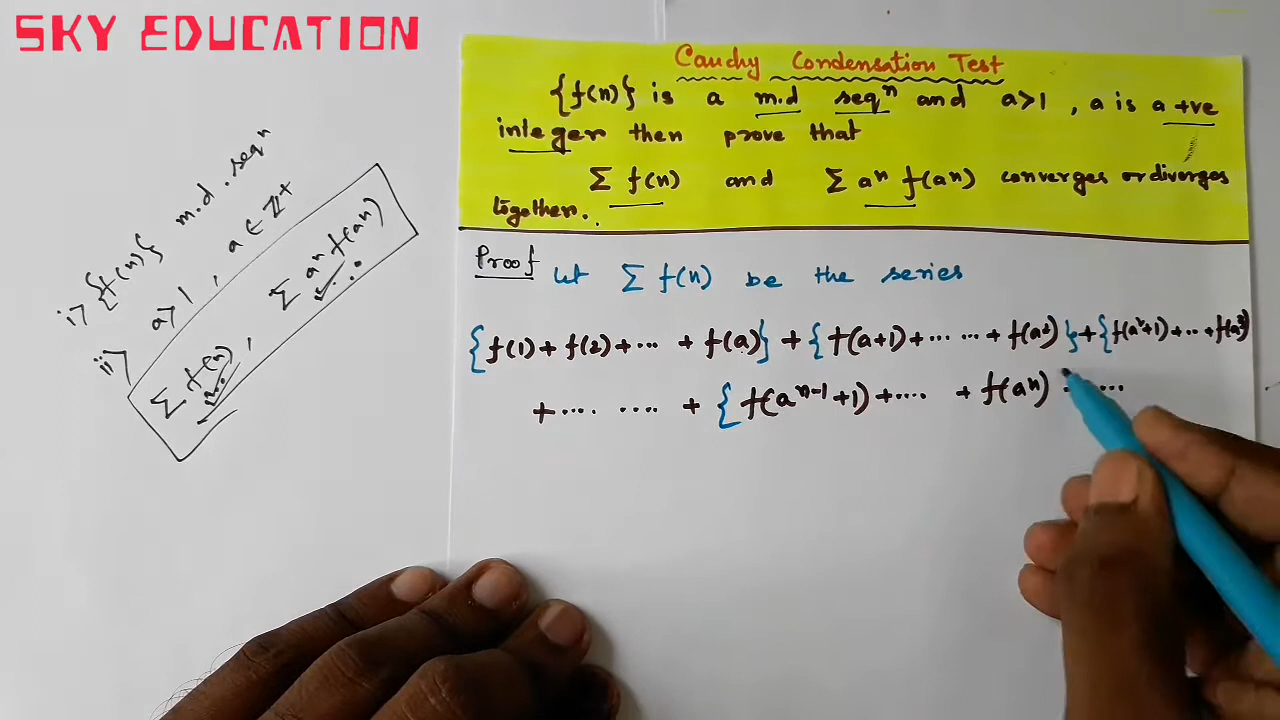 SKY EDUCATION
Cauchy Condensation Test
{f(n)} is a m.d seqⁿ and a>1, a is a +ve
integer then prove that
Σ f(n) and Σ aⁿ f(aⁿ) converges or diverges
together.
i> {f(n)} m.d. seqⁿ
ii> a>1, a ∈ ℤ+
Σ f(n), Σ aⁿ f(aⁿ)
Proof Let Σ f(n) be the series
{f(1) + f(2) + ... + f(a)} + {f(a+1) + ... ... + f(a²)} + {f(a²+1) + ... + f(a³)
+ .... .... + {f(aⁿ⁻¹+1) + .... + f(aⁿ) ....